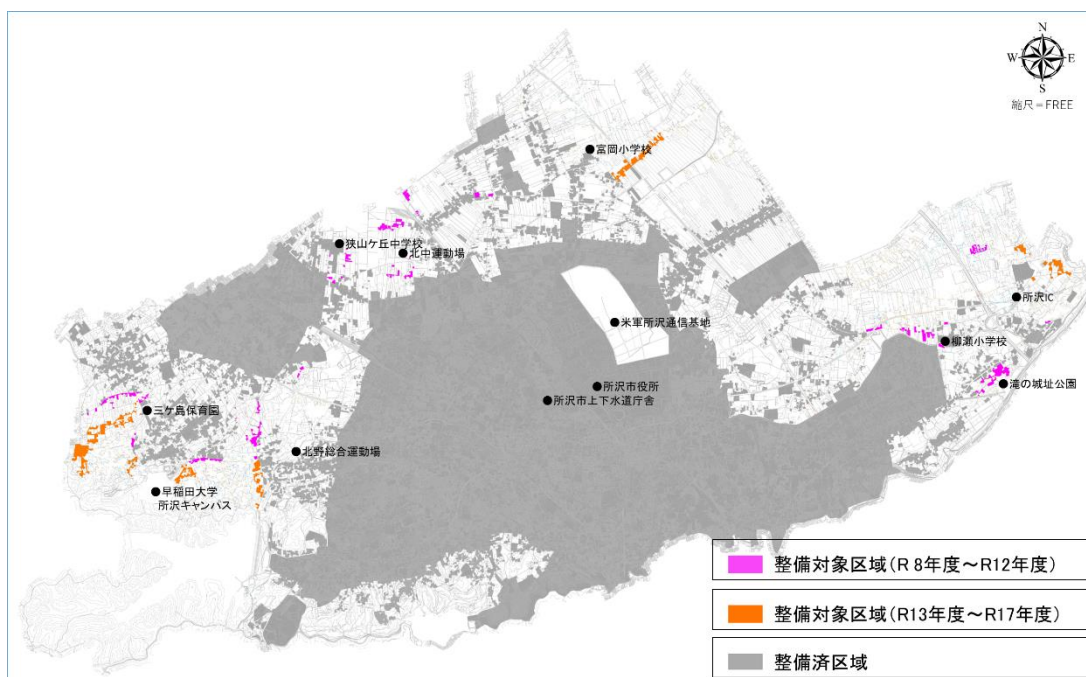 N
W
E
S
縮尺＝FREE
富岡小学校
狭山ケ丘中学校
北中運動場
所沢IC
米軍所沢通信基地
柳瀬小学校
滝の城址公園
所沢市役所
所沢市上下水道庁舎
三ケ島保育園
北野総合運動場
早稲田大学
所沢キャンパス
整備対象区域（R 8年度～R12年度）
整備対象区域（R13年度～R17年度）
整備済区域